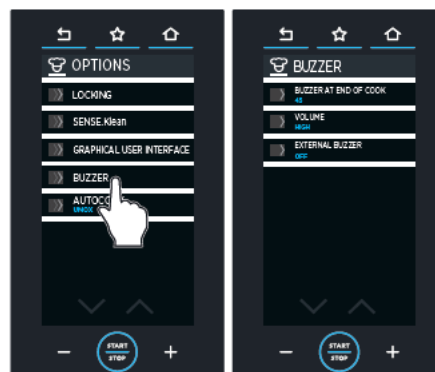 OPTIONS
LOCKING
SENSE.Klean
GRAPHICAL USER INTERFACE
BUZZER
UNOX
START
STOP
BUZZER
BUZZER AT END OF COOK
45
VOLUME
HIGH
EXTERNAL BUZZER
OFF
START
STOP